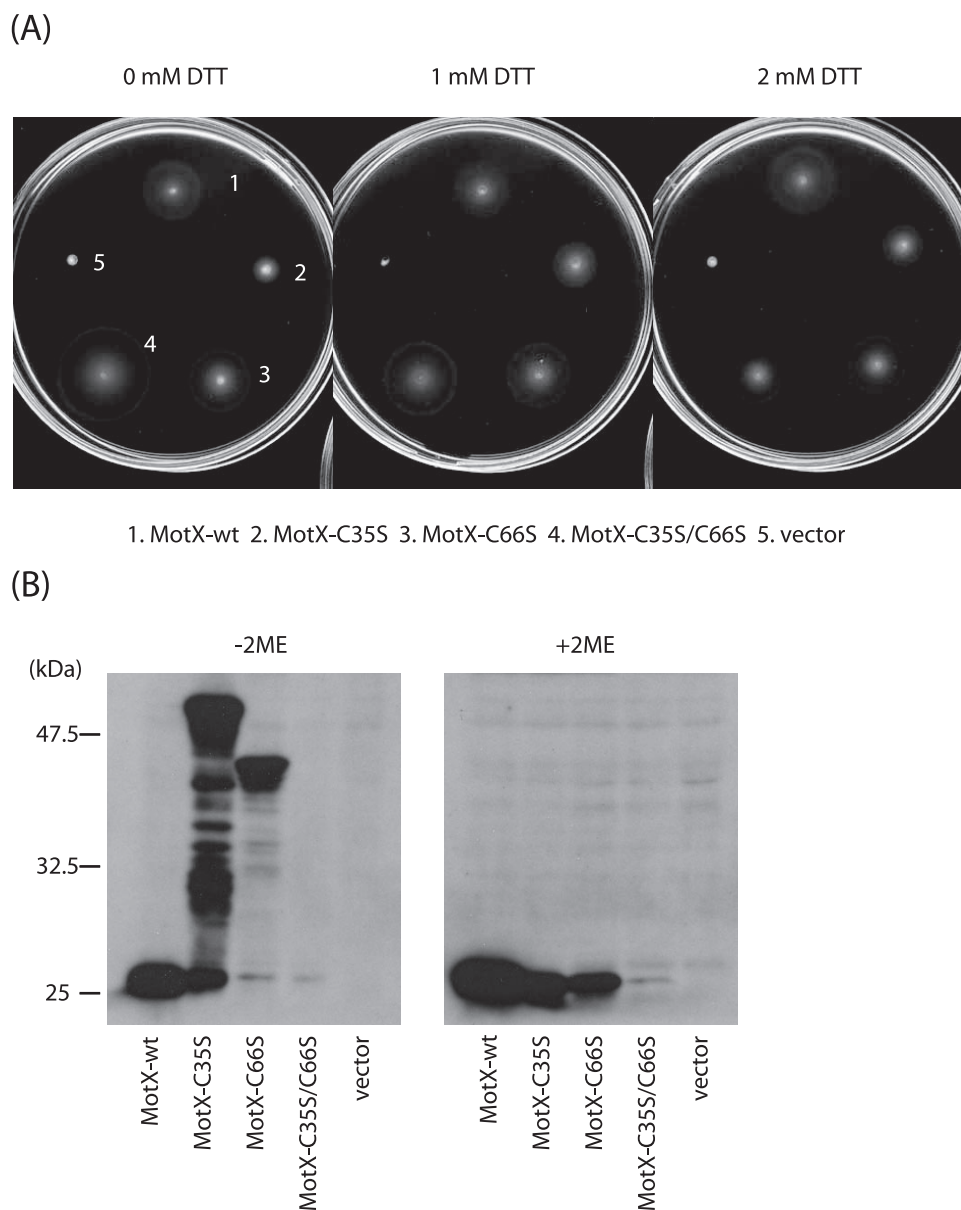 (A)
0 mM DTT 1 mM DTT 2 mM DTT
1
5 2
4
3
1. MotX-wt 2. MotX-C35S 3. MotX-C66S 4. MotX-C35S/C66S 5. vector
(B)
-2ME +2ME
(kDa)
47.5
32.5
25
MotX-wt MotX-C35S MotX-C66S MotX-C35S/C66S vector MotX-wt MotX-C35S MotX-C66S MotX-C35S/C66S vector